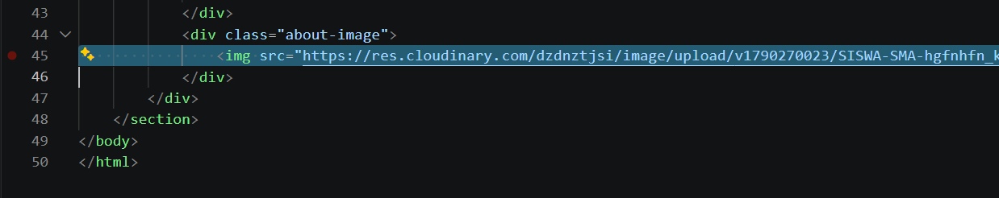 43 </div>
44 <div class="about-image">
45 <img src="https://res.cloudinary.com/dzdnztjsi/image/upload/v1790270023/SISWA-SMA-hgfnhfn_k
46 </div>
47 </div>
48 </section>
49 </body>
50 </html>